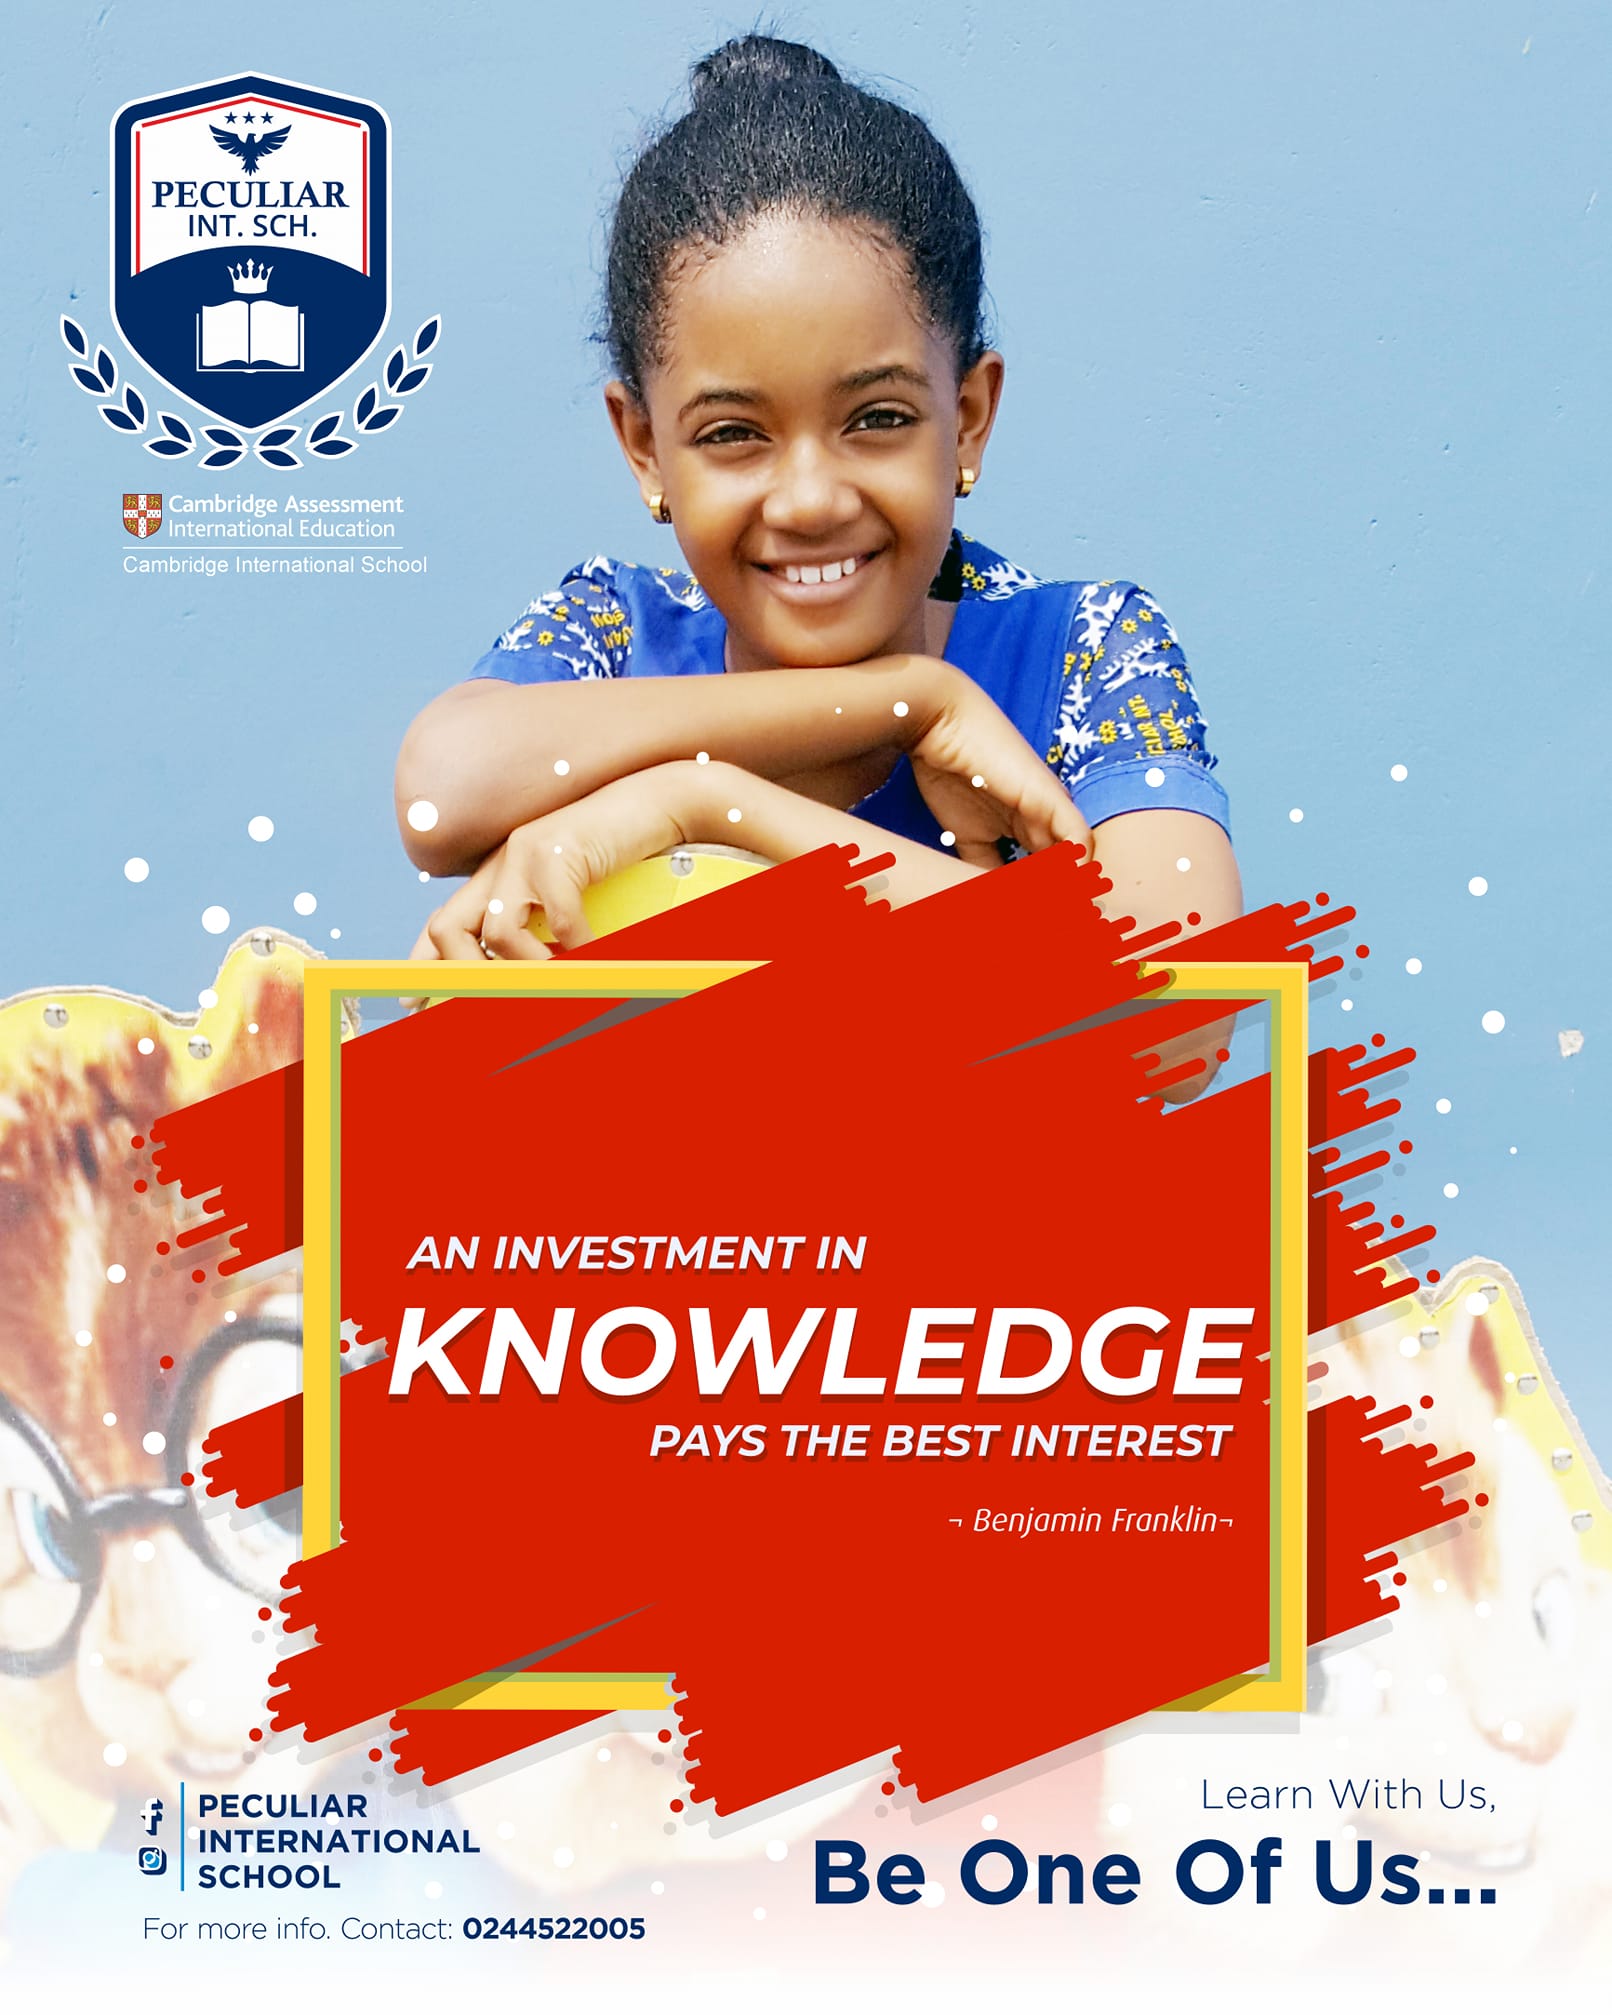 PECULIAR
INT. SCH.
Cambridge Assessment
International Education
Cambridge International School
AN INVESTMENT IN
KNOWLEDGE
PAYS THE BEST INTEREST
¬ Benjamin Franklin¬
PECULIAR
INTERNATIONAL
SCHOOL
For more info. Contact: 0244522005
Learn With Us,
Be One Of Us...